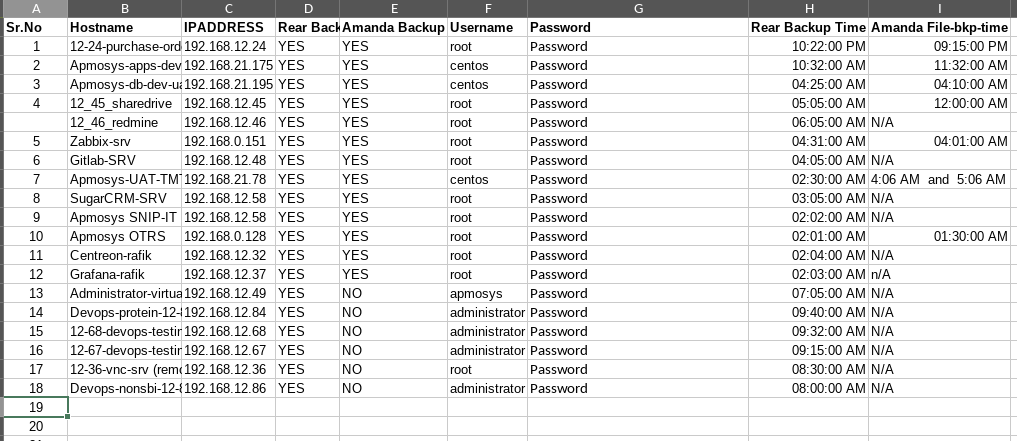 A B C D E F G H I
Sr.No Hostname IPADDRESS Rear Back Amanda Backup Username Password Rear Backup Time Amanda File-bkp-time
1 12-24-purchase-ord 192.168.12.24 YES YES root Password 10:22:00 PM 09:15:00 PM
2 Apmosys-apps-dev 192.168.21.175 YES YES centos Password 10:32:00 AM 11:32:00 AM
3 Apmosys-db-dev-ua 192.168.21.195 YES YES centos Password 04:25:00 AM 04:10:00 AM
4 12_45_sharedrive 192.168.12.45 YES YES root Password 05:05:00 AM 12:00:00 AM
12_46_redmine 192.168.12.46 YES YES root Password 06:05:00 AM N/A
5 Zabbix-srv 192.168.0.151 YES YES root Password 04:31:00 AM 04:01:00 AM
6 Gitlab-SRV 192.168.12.48 YES YES root Password 04:05:00 AM N/A
7 Apmosys-UAT-TMT 192.168.21.78 YES YES centos Password 02:30:00 AM 4:06 AM and 5:06 AM
8 SugarCRM-SRV 192.168.12.58 YES YES root Password 03:05:00 AM N/A
9 Apmosys SNIP-IT 192.168.12.58 YES YES root Password 02:02:00 AM N/A
10 Apmosys OTRS 192.168.0.128 YES YES root Password 02:01:00 AM 01:30:00 AM
11 Centreon-rafik 192.168.12.32 YES YES root Password 02:04:00 AM N/A
12 Grafana-rafik 192.168.12.37 YES YES root Password 02:03:00 AM n/A
13 Administrator-virtua 192.168.12.49 YES NO apmosys Password 07:05:00 AM N/A
14 Devops-protein-12- 192.168.12.84 YES NO administrator Password 09:40:00 AM N/A
15 12-68-devops-testin 192.168.12.68 YES NO administrator Password 09:32:00 AM N/A
16 12-67-devops-testin 192.168.12.67 YES NO administrator Password 09:15:00 AM N/A
17 12-36-vnc-srv (remo 192.168.12.36 YES NO root Password 08:30:00 AM N/A
18 Devops-nonsbi-12-8 192.168.12.86 YES NO administrator Password 08:00:00 AM N/A
19
20